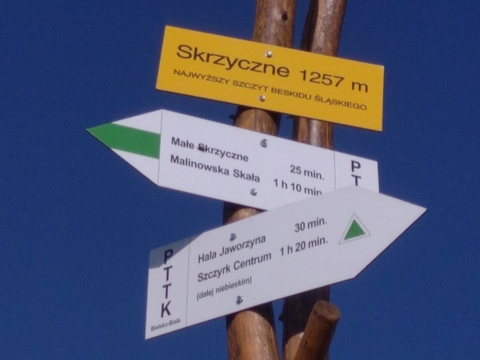 Skrzyczne 1257 m
NAJWYŻSZY SZCZYT BESKIDU ŚLĄSKIEGO
Małe Skrzyczne 25 min.
Malinowska Skała 1 h 10 min.
P
T
Hala Jaworzyna 30 min.
Szczyrk Centrum 1 h 20 min.
(dalej niebieskim)
P
T
T
K
Bielsko-Biała